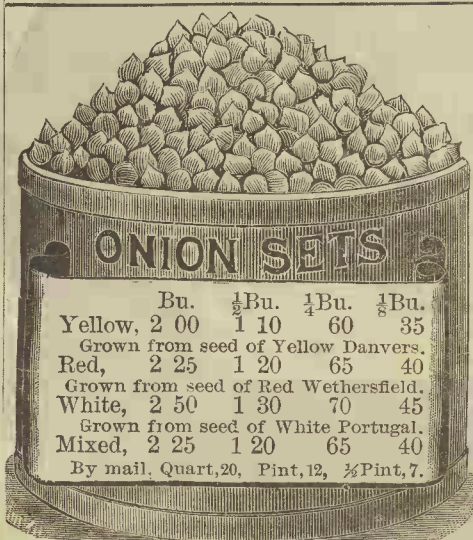 ONION SETS
Bu. ½Bu. ¼Bu. ⅛Bu.
Yellow, 2 00 1 10 60 35
Grown from seed of Yellow Danvers.
Red, 2 25 1 20 65 40
Grown from seed of Red Wethersfield.
White, 2 50 1 30 70 45
Grown from seed of White Portugal.
Mixed, 2 25 1 20 65 40
By mail, Quart,20, Pint,12, ½Pint,7.